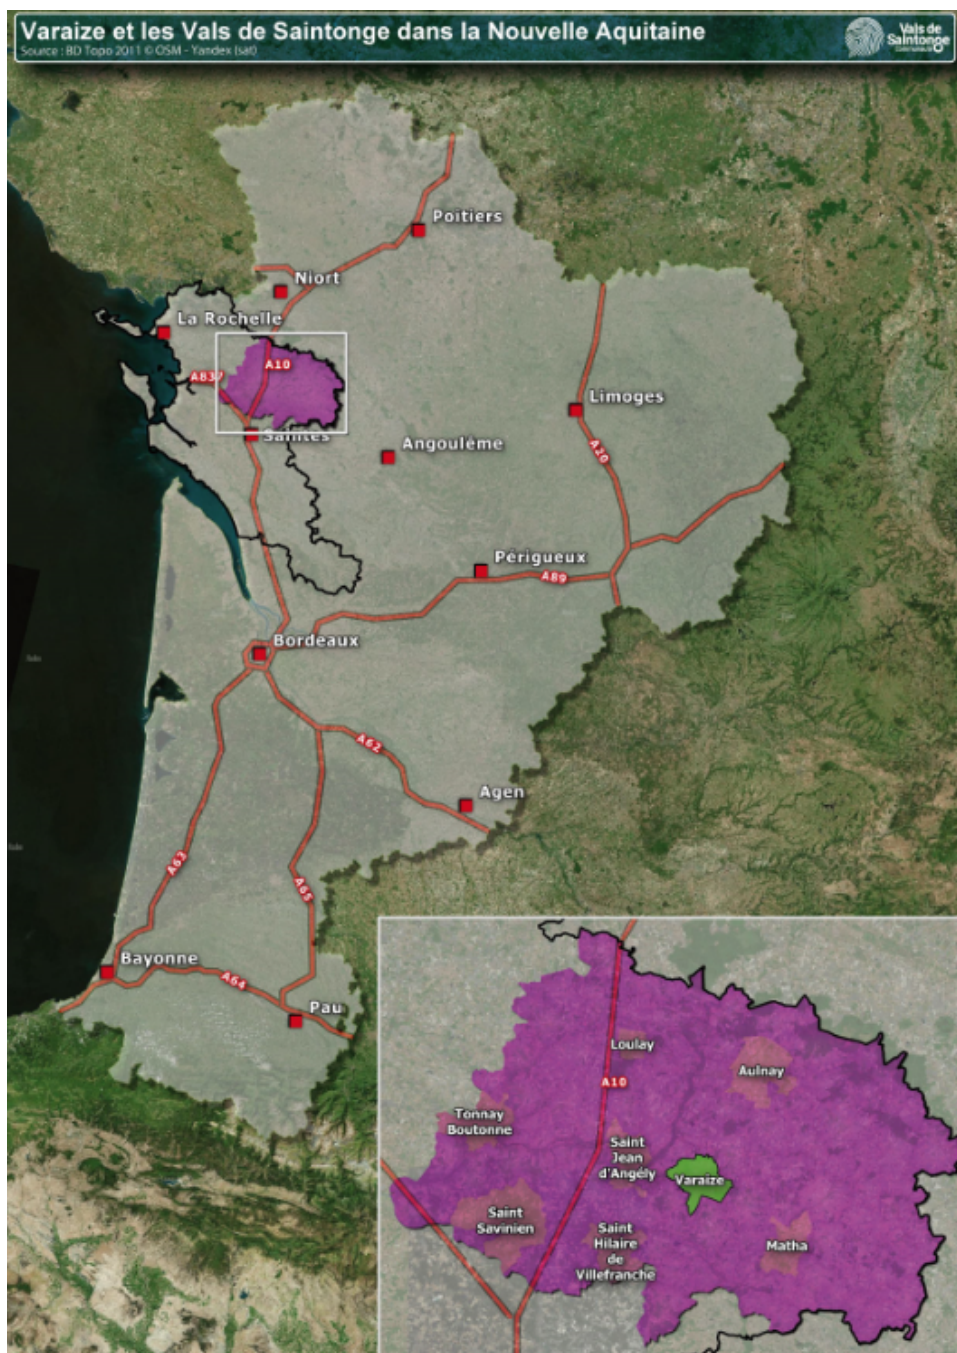 Varaize et les Vals de Saintonge dans la Nouvelle Aquitaine
Source : BD Topo 2011 © OSM - Yandex (sat)
Vals de
Saintonge
Poitiers
Niort
La Rochelle
A10
A837
Saintes
Limoges
Angoulême
A20
Périgueux
A89
Bordeaux
A62
Agen
A63
A65
Bayonne
A64
Pau
Loulay
Aulnay
A10
Tonnay
Boutonne
Saint
Jean
d'Angély
Varaize
Saint
Savinien
Saint
Hilaire
de
Villefranche
Matha